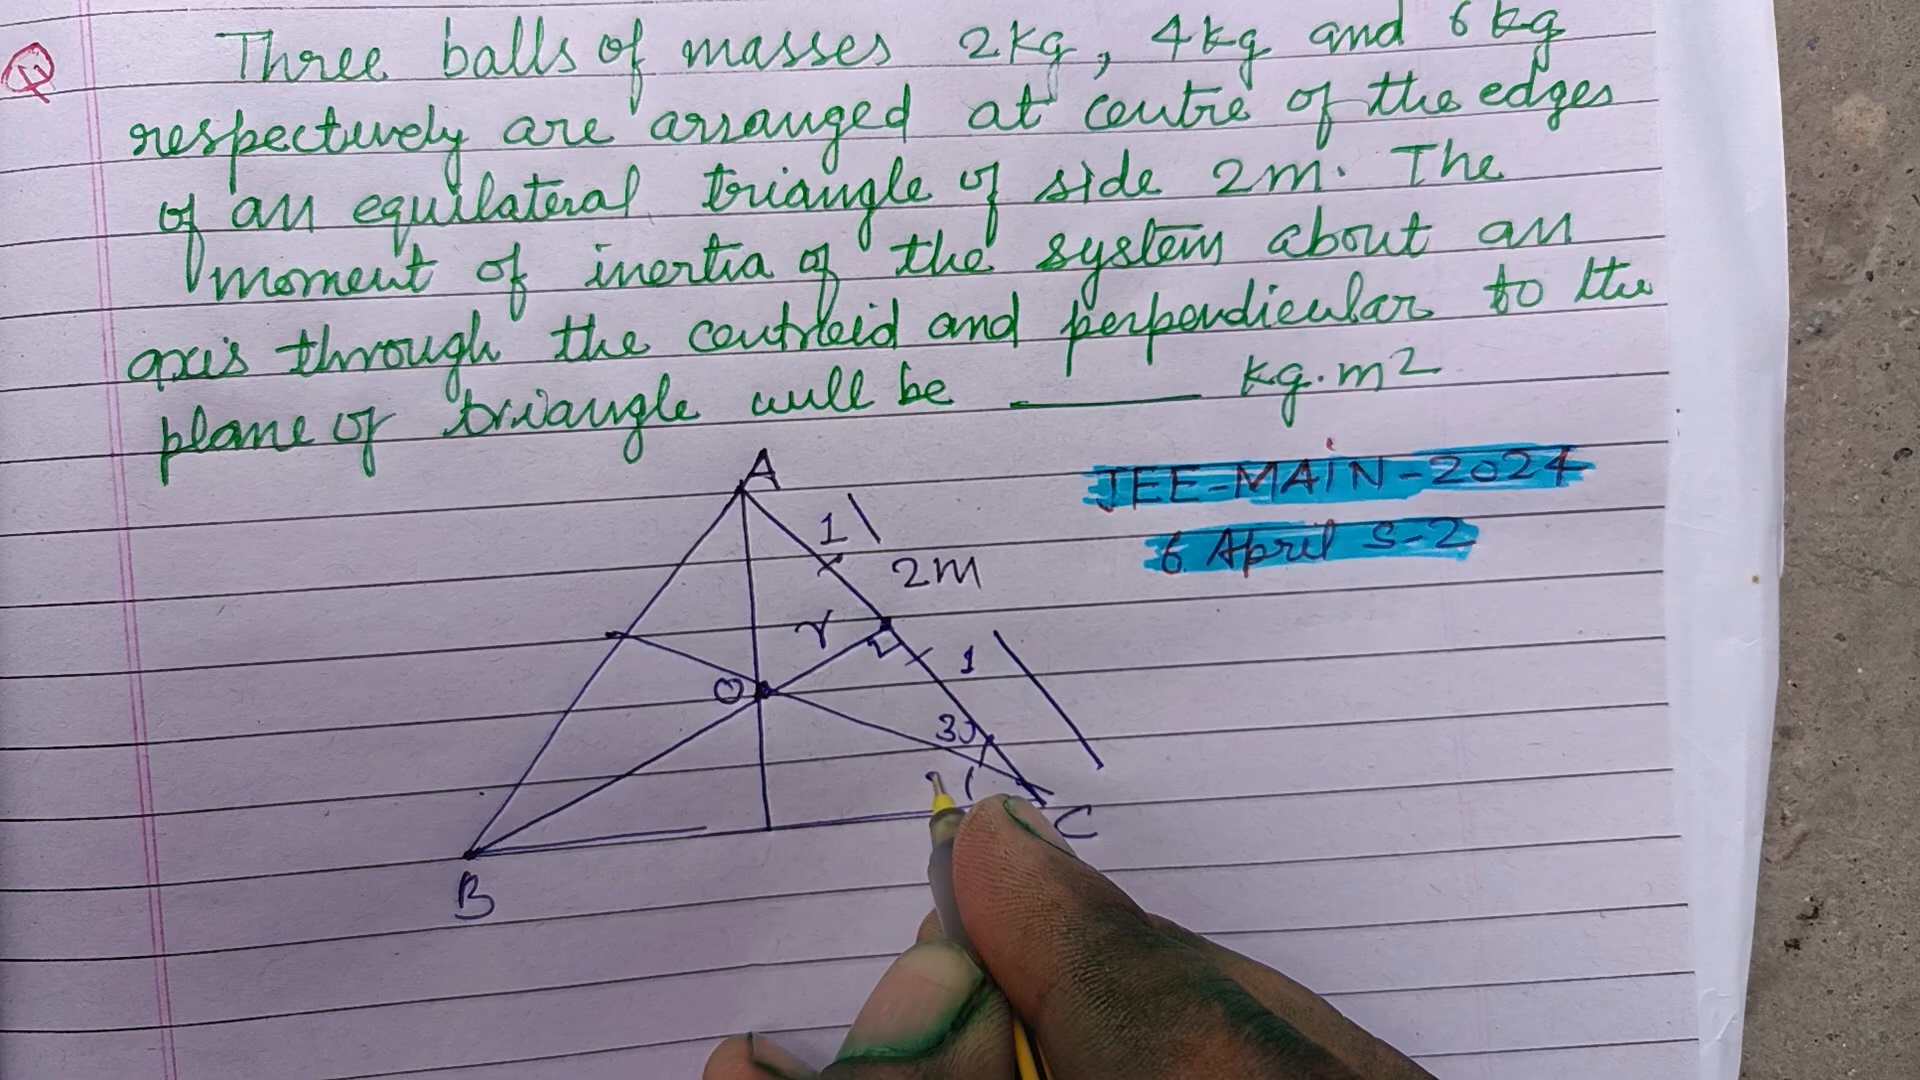 Q Three balls of masses 2kg, 4kg and 6kg
respectively are arranged at centre of the edges
of an equilateral triangle of side 2m. The
moment of inertia of the system about an
axis through the centroid and perpendicular to the
plane of triangle will be ______ kg.m2
JEE-MAIN-2024
6 April S-2
A
1
2m
r
1
O
30
C
B